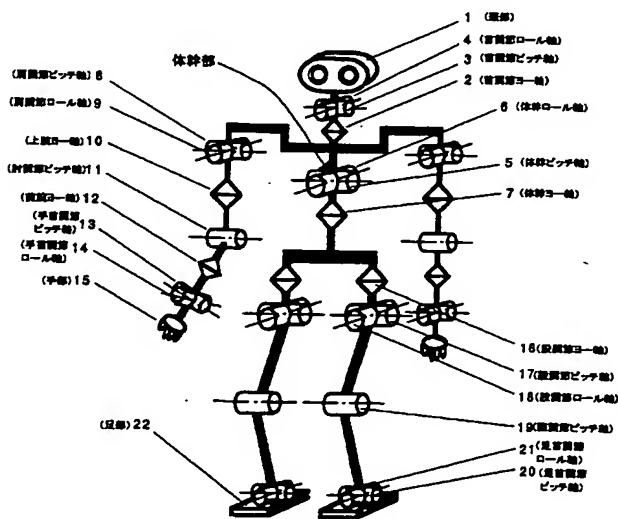 1 (頭部)
4 (首関節ロール軸)
3 (首関節ピッチ軸)
2 (首関節ヨー軸)
体幹部
6 (体幹ロール軸)
5 (体幹ピッチ軸)
7 (体幹ヨー軸)
(肩関節ピッチ軸) 8
(肩関節ロール軸) 9
(上腕ヨー軸) 10
(肘関節ピッチ軸) 11
(前腕ヨー軸) 12
(手首関節
ピッチ軸) 13
(手首関節
ロール軸) 14
(手部) 15
16 (股関節ヨー軸)
17 (股関節ピッチ軸)
18 (股関節ロール軸)
19 (膝関節ピッチ軸)
21 (足首関節
ロール軸)
20 (足首関節
ピッチ軸)
(足部) 22